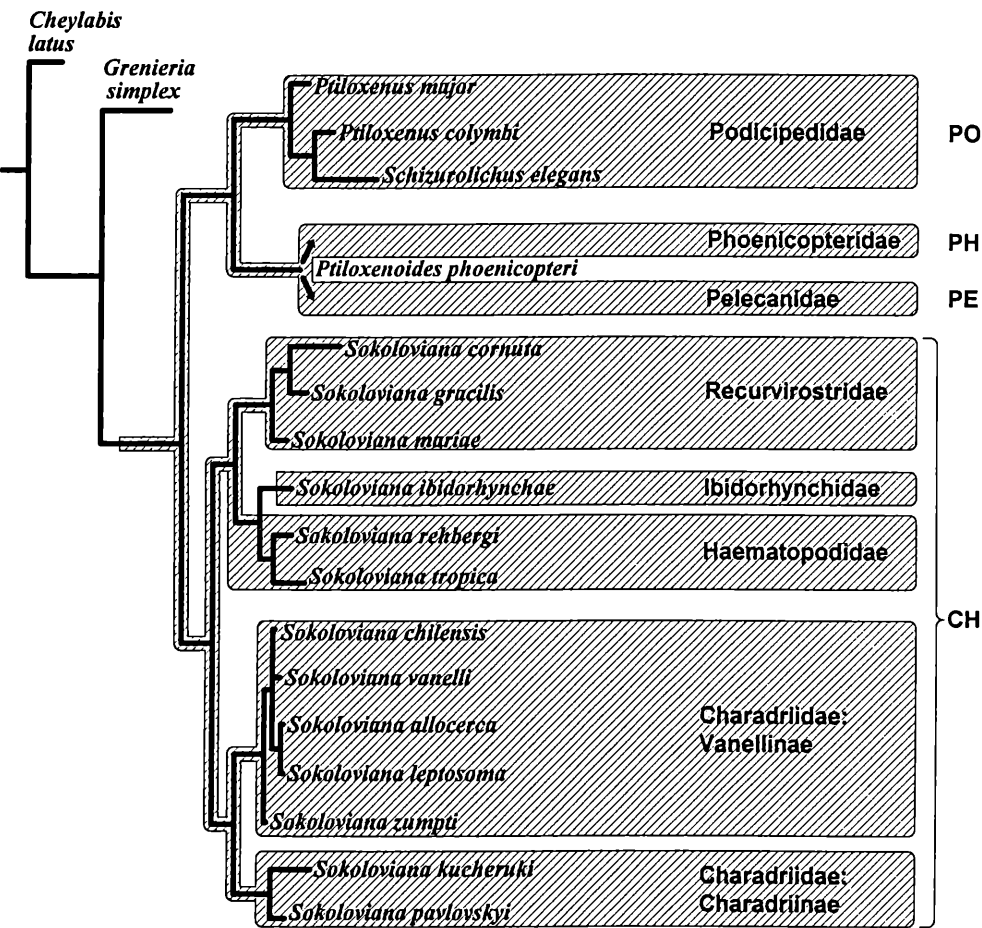 Cheylabis
latus
Grenieria
simplex
Ptiloxenus major
Ptiloxenus colymbi
Schizurolichus elegans
Podicipedidae
PO
Phoenicopteridae
PH
Ptiloxenoides phoenicopteri
Pelecanidae
PE
Sokoloviana cornuta
Sokoloviana gracilis
Sokoloviana mariae
Recurvirostridae
Sokoloviana ibidorhynchae
Ibidorhynchidae
Sokoloviana rehbergi
Sokoloviana tropica
Haematopodidae
CH
Sokoloviana chilensis
Sokoloviana vanelli
Sokoloviana allocerca
Sokoloviana leptosoma
Sokoloviana zumpti
Charadriidae:
Vanellinae
Sokoloviana kucheruki
Sokoloviana pavlovskyi
Charadriidae:
Charadriinae